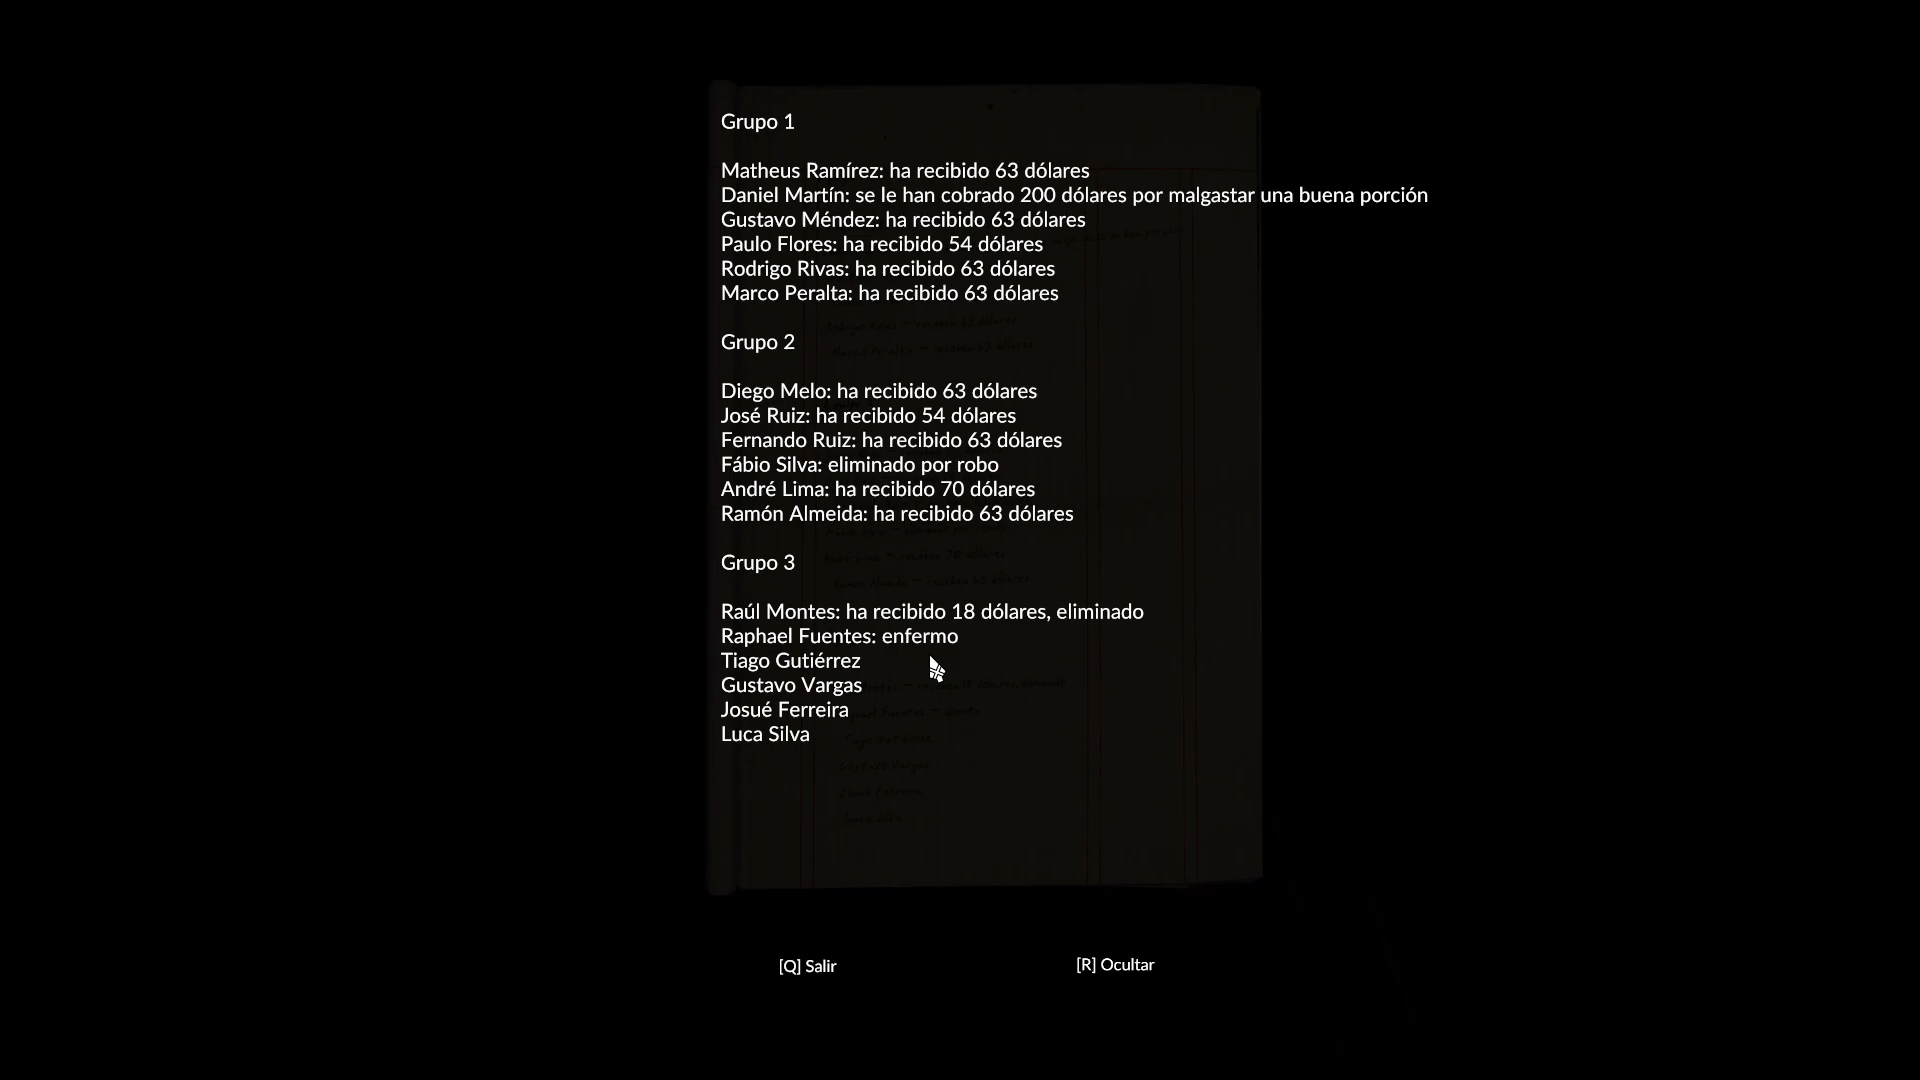 Grupo 1
Matheus Ramírez: ha recibido 63 dólares
Daniel Martín: se le han cobrado 200 dólares por malgastar una buena porción
Gustavo Méndez: ha recibido 63 dólares
Paulo Flores: ha recibido 54 dólares
Rodrigo Rivas: ha recibido 63 dólares
Marco Peralta: ha recibido 63 dólares
Grupo 2
Diego Melo: ha recibido 63 dólares
José Ruiz: ha recibido 54 dólares
Fernando Ruiz: ha recibido 63 dólares
Fábio Silva: eliminado por robo
André Lima: ha recibido 70 dólares
Ramón Almeida: ha recibido 63 dólares
Grupo 3
Raúl Montes: ha recibido 18 dólares, eliminado
Raphael Fuentes: enfermo
Tiago Gutiérrez
Gustavo Vargas
Josué Ferreira
Luca Silva
[Q] Salir
[R] Ocultar